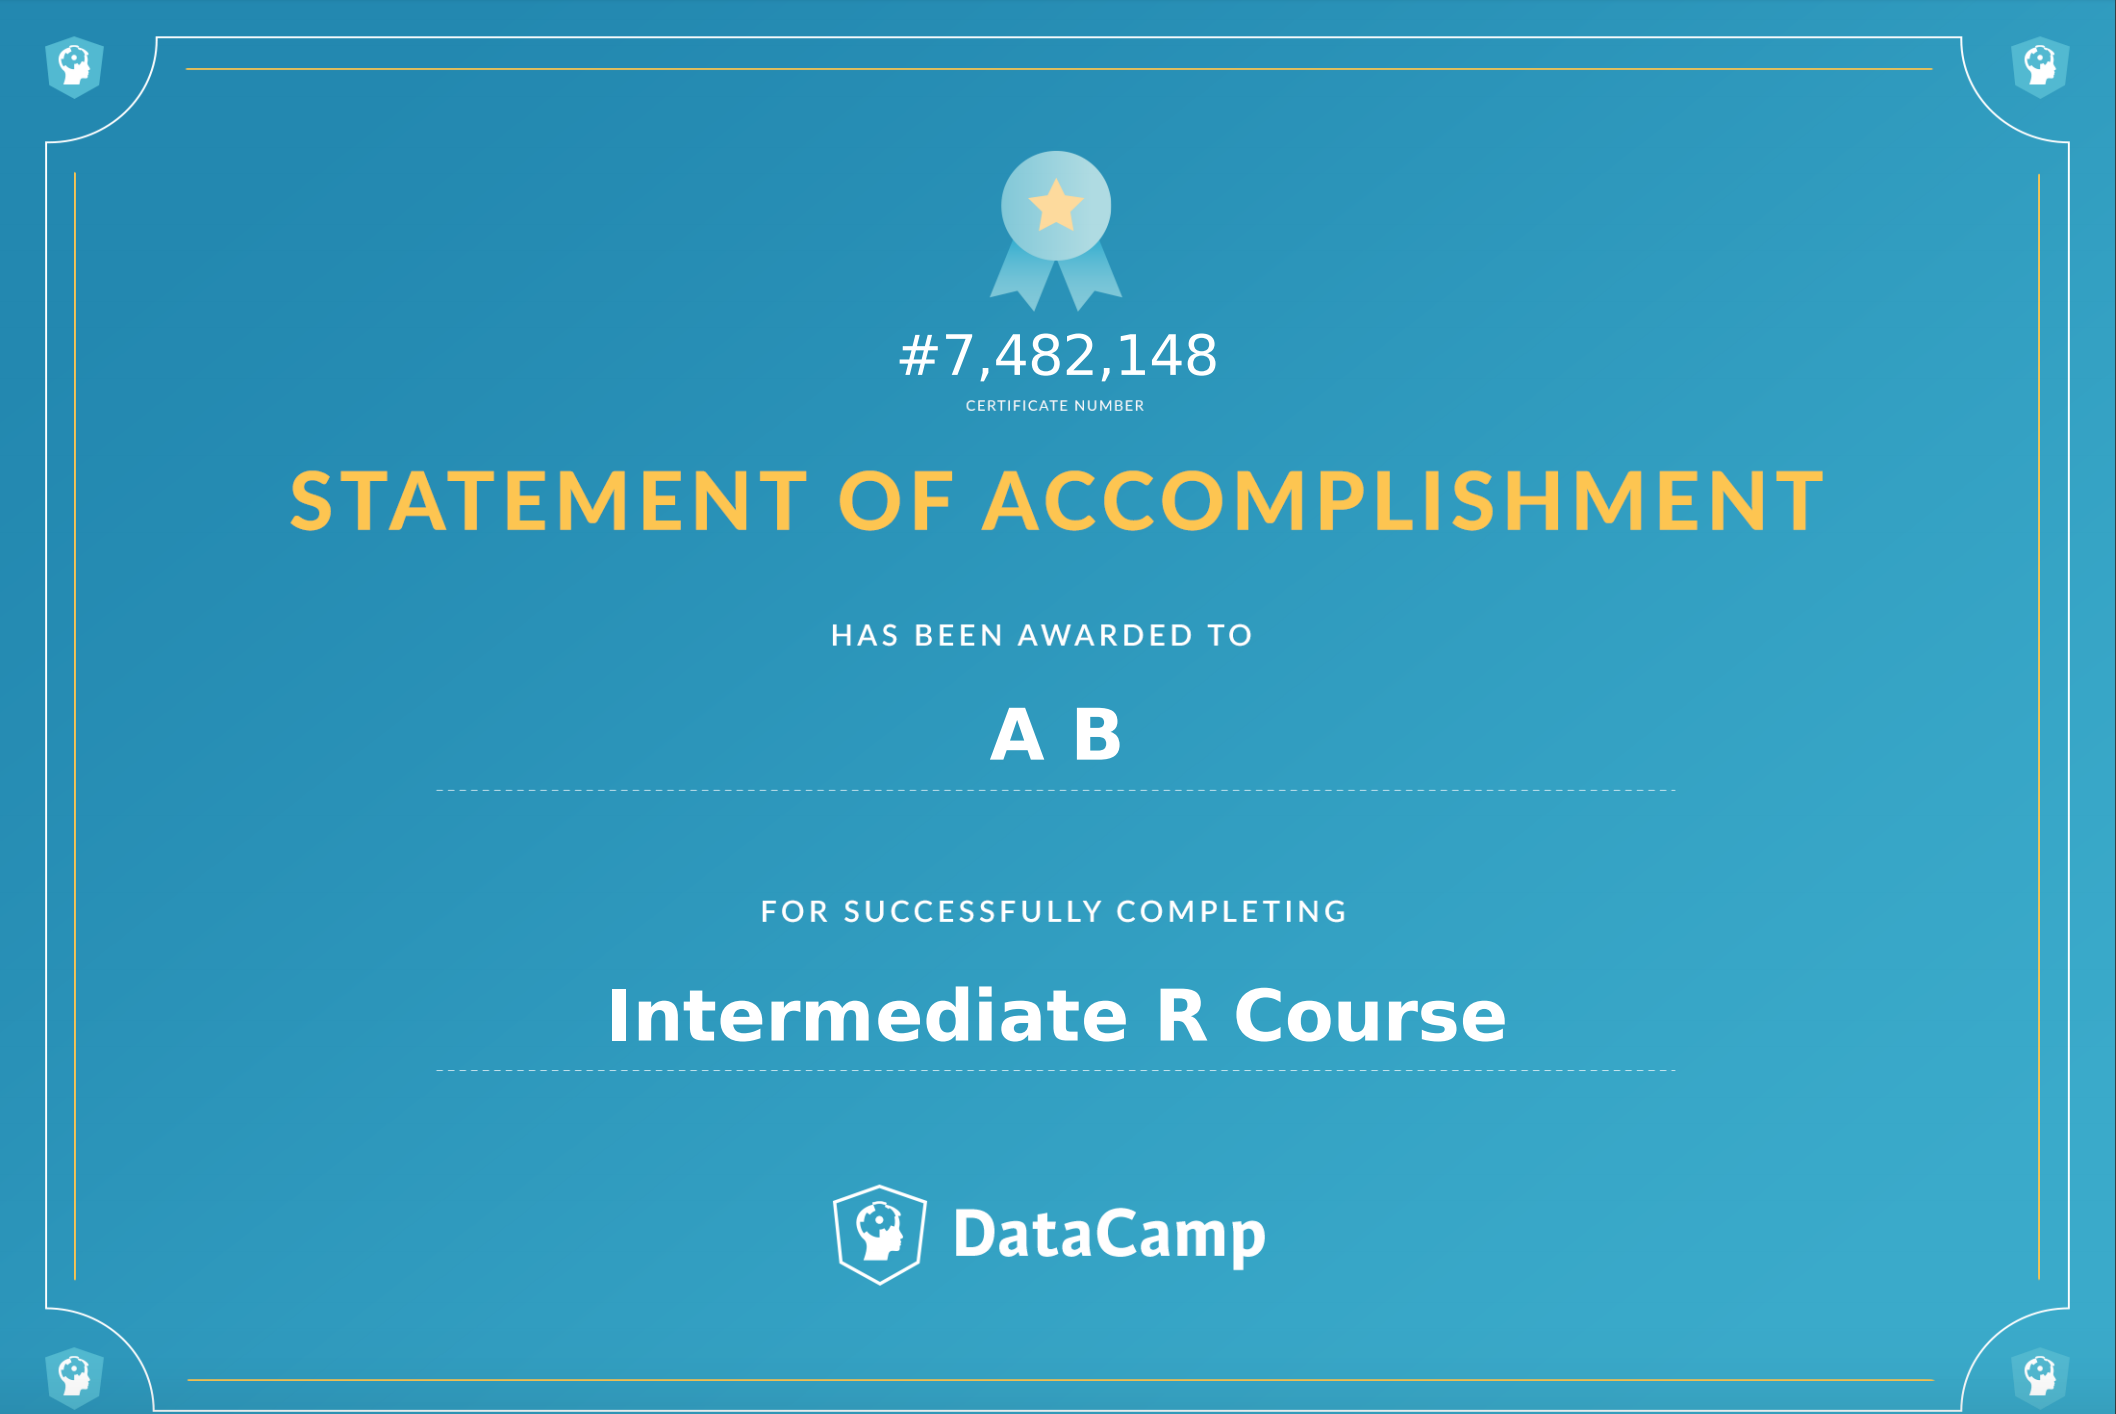 #7,482,148
CERTIFICATE NUMBER
STATEMENT OF ACCOMPLISHMENT
HAS BEEN AWARDED TO
A B
FOR SUCCESSFULLY COMPLETING
Intermediate R Course
DataCamp